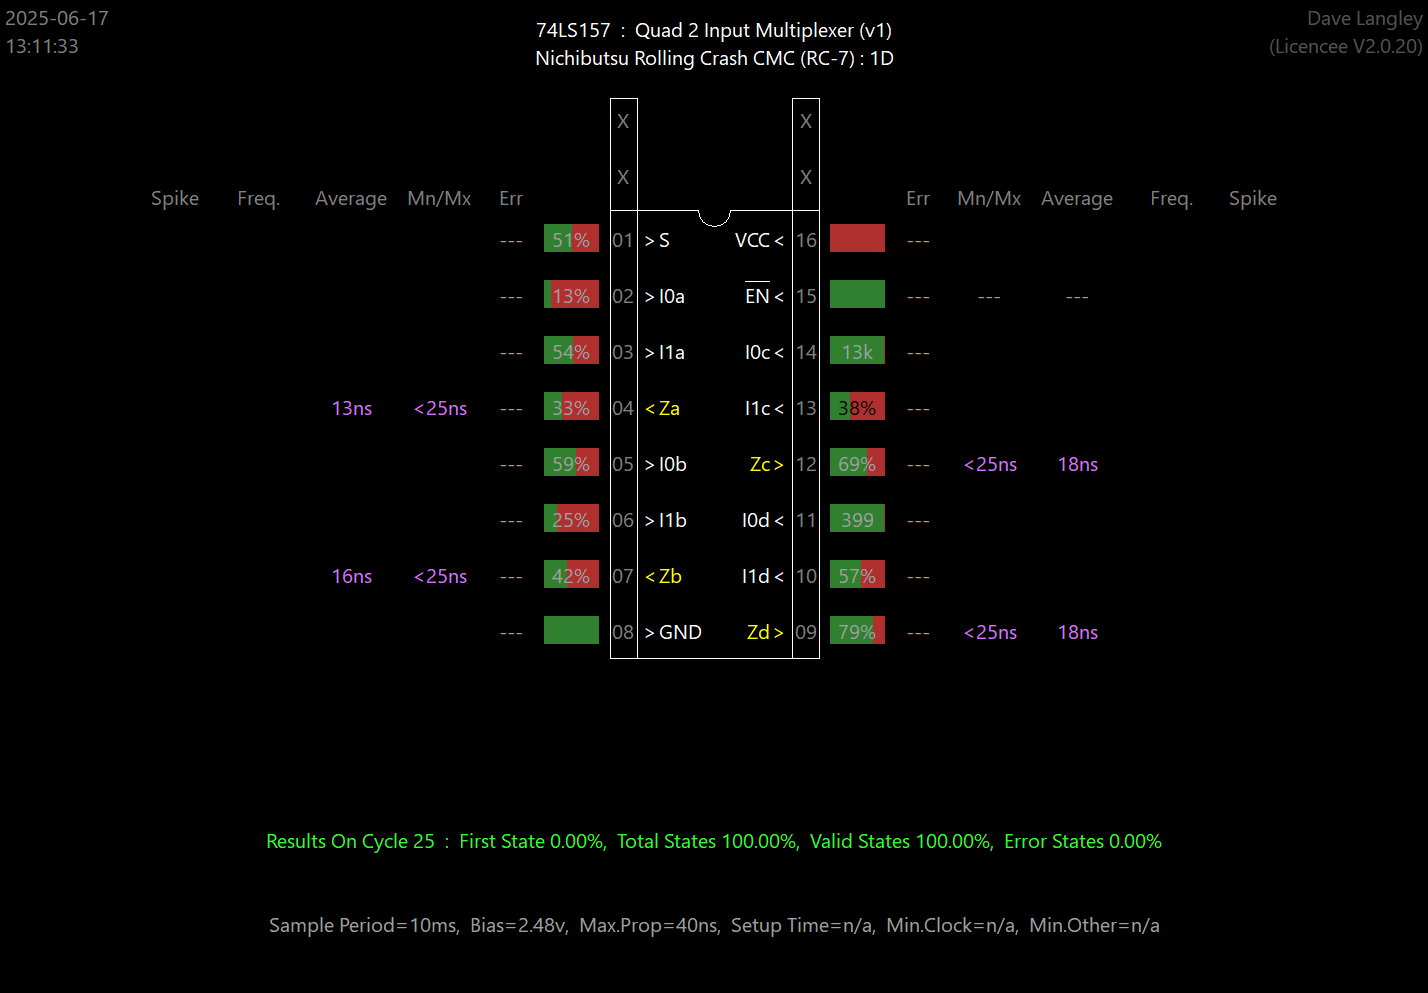 2025-06-17
13:11:33
74LS157 : Quad 2 Input Multiplexer (v1)
Nichibutsu Rolling Crash CMC (RC-7) : 1D
Dave Langley
(Licencee V2.0.20)
X X
X X
Spike Freq. Average Mn/Mx Err Err Mn/Mx Average Freq. Spike
--- 51% 01 >S VCC< 16 ---
--- 13% 02 >I0a EN< 15 --- --- ---
--- 54% 03 >I1a I0c< 14 13k ---
13ns <25ns --- 33% 04 <Za I1c< 13 38% ---
--- 59% 05 >I0b Zc> 12 69% --- <25ns 18ns
--- 25% 06 >I1b I0d< 11 399 ---
16ns <25ns --- 42% 07 <Zb I1d< 10 57% ---
--- 08 >GND Zd> 09 79% --- <25ns 18ns
Results On Cycle 25 : First State 0.00%, Total States 100.00%, Valid States 100.00%, Error States 0.00%
Sample Period=10ms, Bias=2.48v, Max.Prop=40ns, Setup Time=n/a, Min.Clock=n/a, Min.Other=n/a